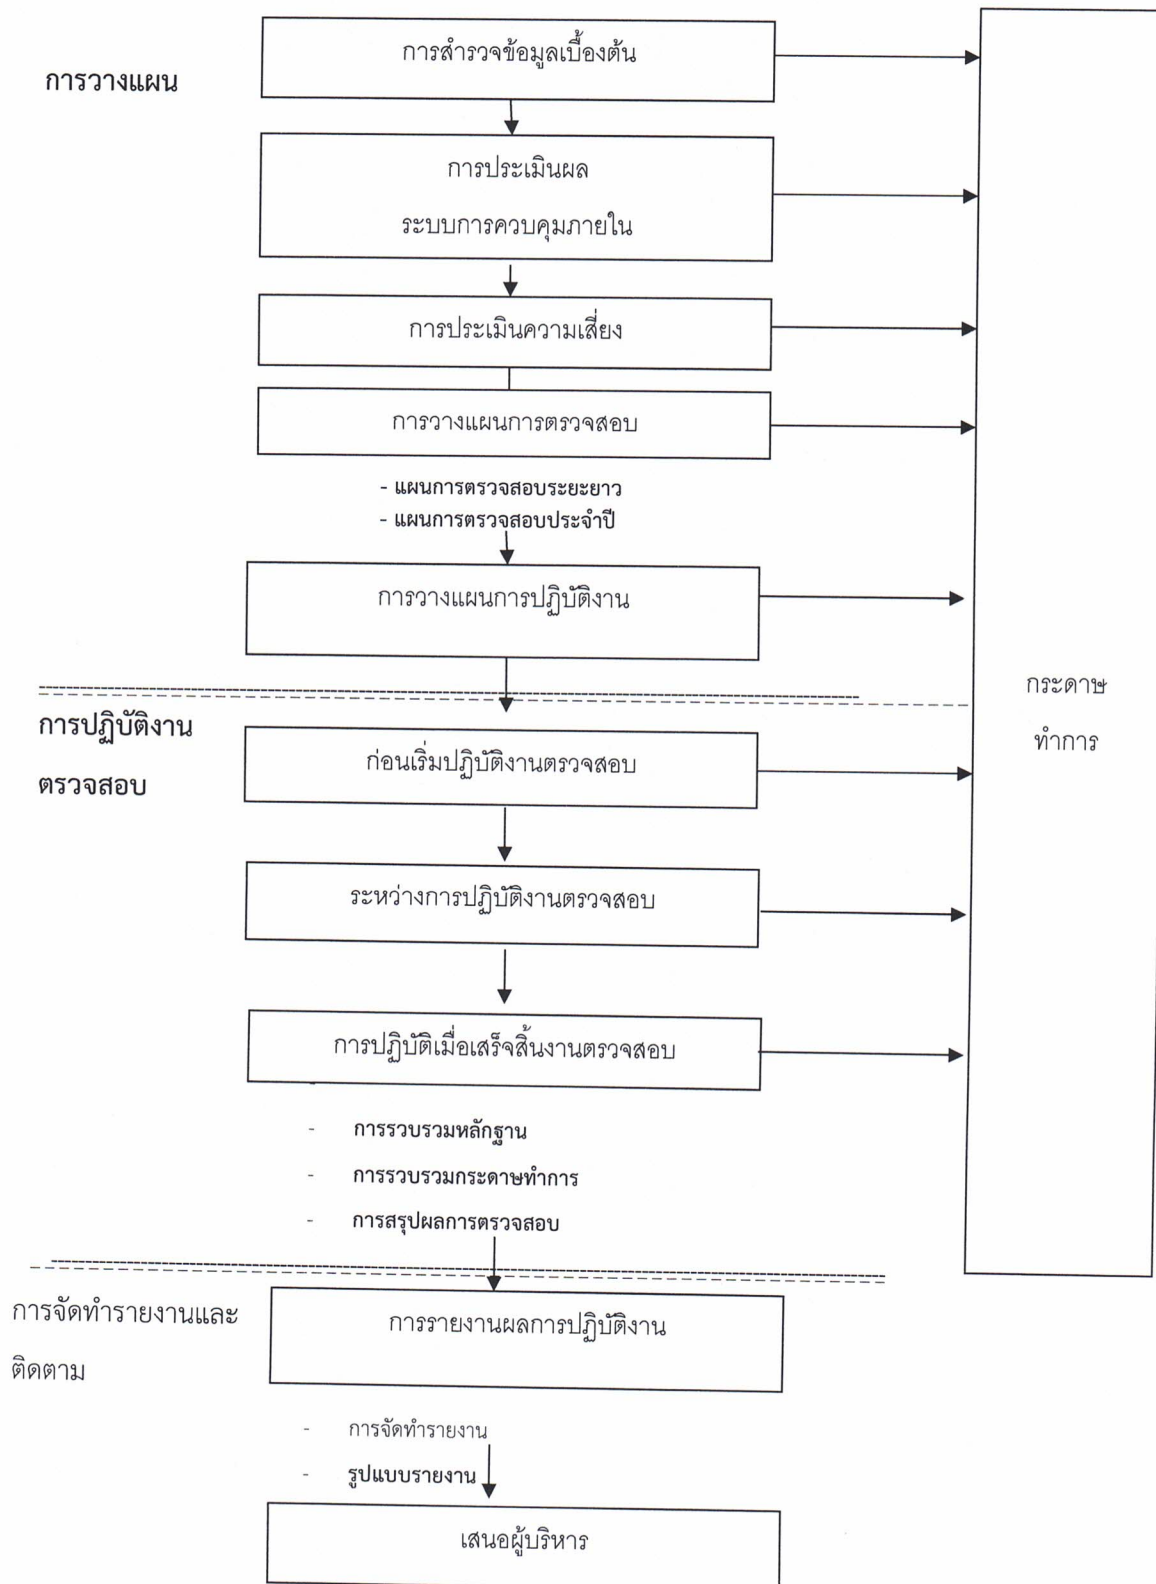 การสำรวจข้อมูลเบื้องต้น
การวางแผน
การประเมินผล
ระบบการควบคุมภายใน
การประเมินความเสี่ยง
การวางแผนการตรวจสอบ
- แผนการตรวจสอบระยะยาว
- แผนการตรวจสอบประจำปี
การวางแผนการปฏิบัติงาน
กระดาษ
ทำการ
การปฏิบัติงาน
ตรวจสอบ
ก่อนเริ่มปฏิบัติงานตรวจสอบ
ระหว่างการปฏิบัติงานตรวจสอบ
การปฏิบัติเมื่อเสร็จสิ้นงานตรวจสอบ
-
- การรวบรวมหลักฐาน
- การรวบรวมกระดาษทำการ
- การสรุปผลการตรวจสอบ
การจัดทำรายงานและ
ติดตาม
การรายงานผลการปฏิบัติงาน
- การจัดทำรายงาน
- รูปแบบรายงาน
เสนอผู้บริหาร